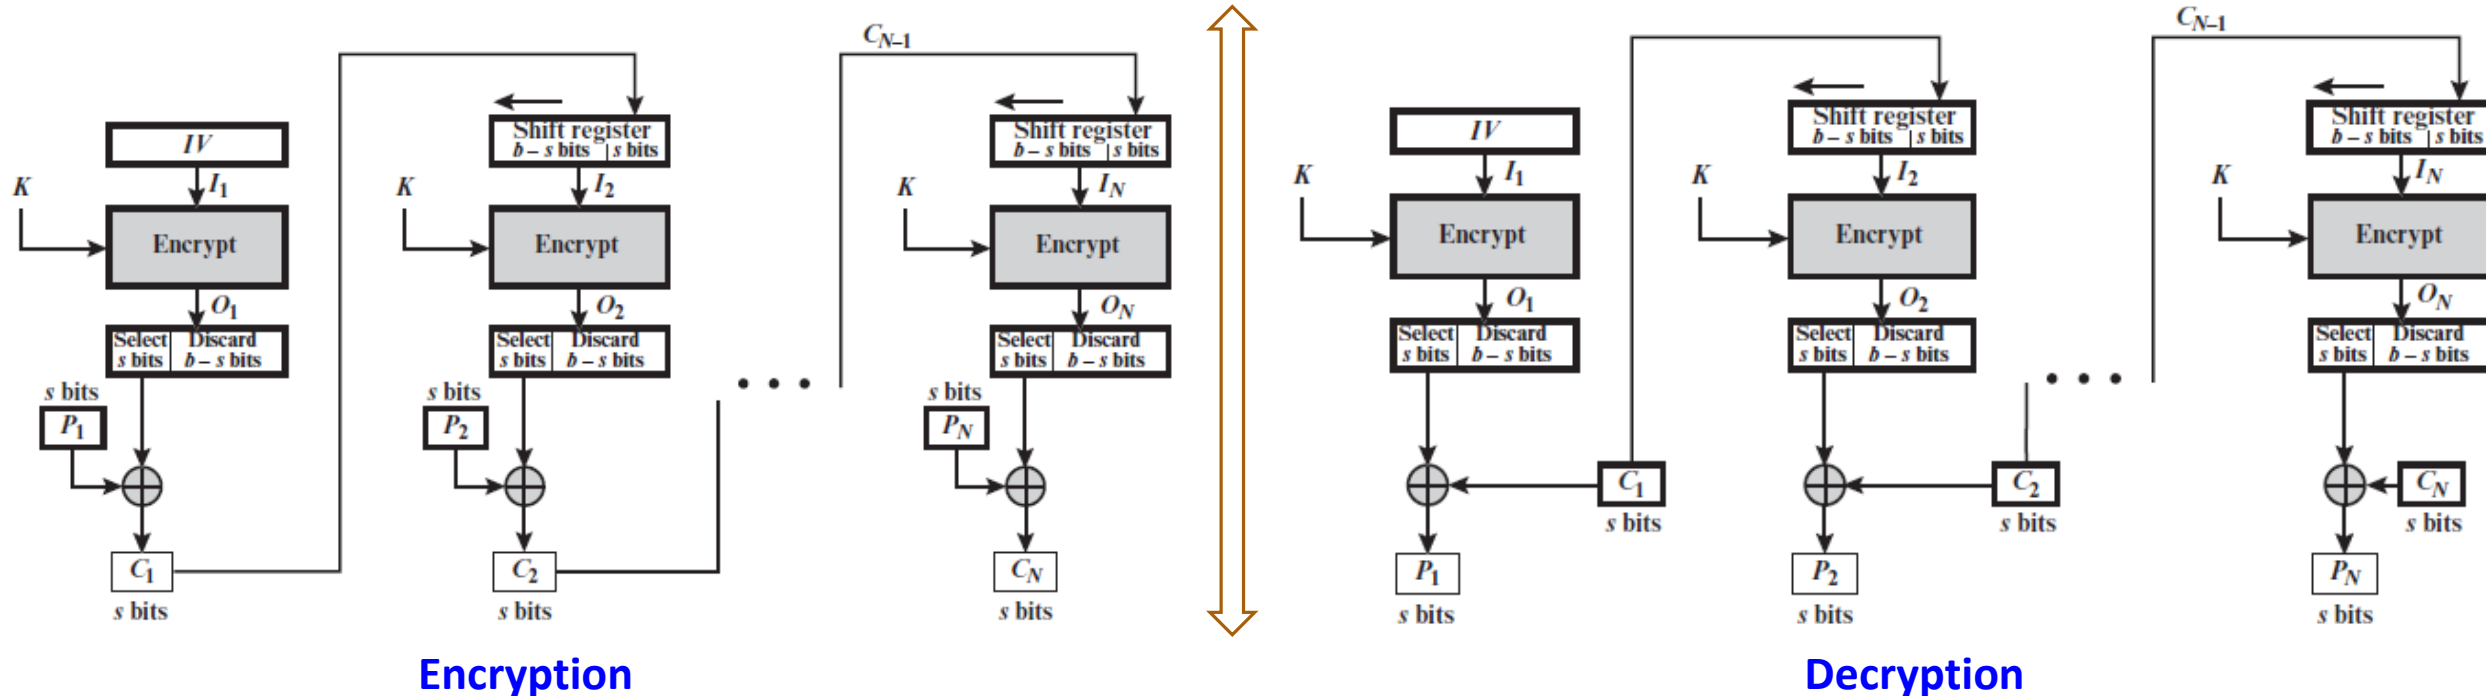 C_{N–1}
Shift register
b – s bits | s bits
Shift register
b – s bits | s bits
IV
K
I_1
K
I_2
K
I_N
Encrypt
Encrypt
Encrypt
O_1
O_2
O_N
Select Discard
s bits b – s bits
Select Discard
s bits b – s bits
Select Discard
s bits b – s bits
s bits
P_1
s bits
P_2
• • •
s bits
P_N
C_1
s bits
C_2
s bits
C_N
s bits
Encryption
C_{N–1}
Shift register
b – s bits | s bits
Shift register
b – s bits | s bits
IV
K
I_1
K
I_2
K
I_N
Encrypt
Encrypt
Encrypt
O_1
O_2
O_N
Select Discard
s bits b – s bits
Select Discard
s bits b – s bits
Select Discard
s bits b – s bits
• • •
C_1
s bits
C_2
s bits
C_N
s bits
P_1
s bits
P_2
s bits
P_N
s bits
Decryption